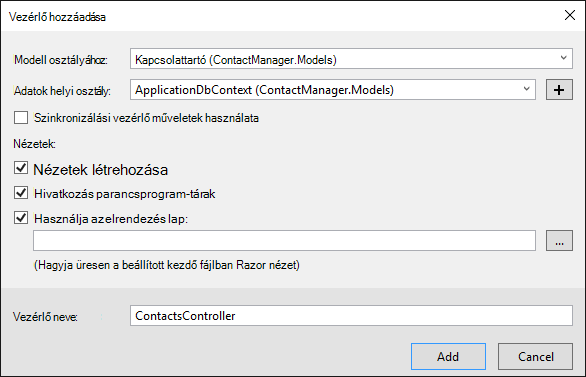 Vezérlő hozzáadása
Modell osztályához: Kapcsolattartó (ContactManager.Models)
Adatok helyi osztály: ApplicationDbContext (ContactManager.Models) +
Szinkronizálási vezérlő műveletek használata
Nézetek:
Nézetek létrehozása
Hivatkozás parancsprogram-tárak
Használja azelrendezés lap:
...
(Hagyja üresen a beállított kezdő fájlban Razor nézet)
Vezérlő neve: ContactsController
Add Cancel